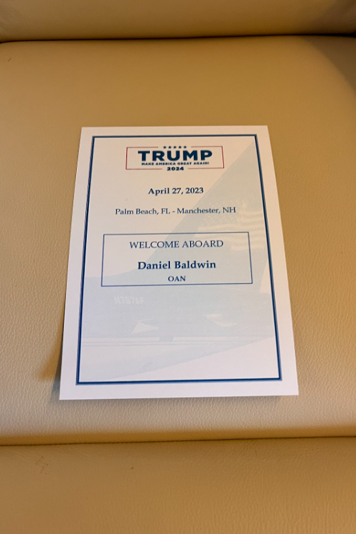 TRUMP
MAKE AMERICA GREAT AGAIN!
2024
April 27, 2023
Palm Beach, FL - Manchester, NH
WELCOME ABOARD
Daniel Baldwin
OAN